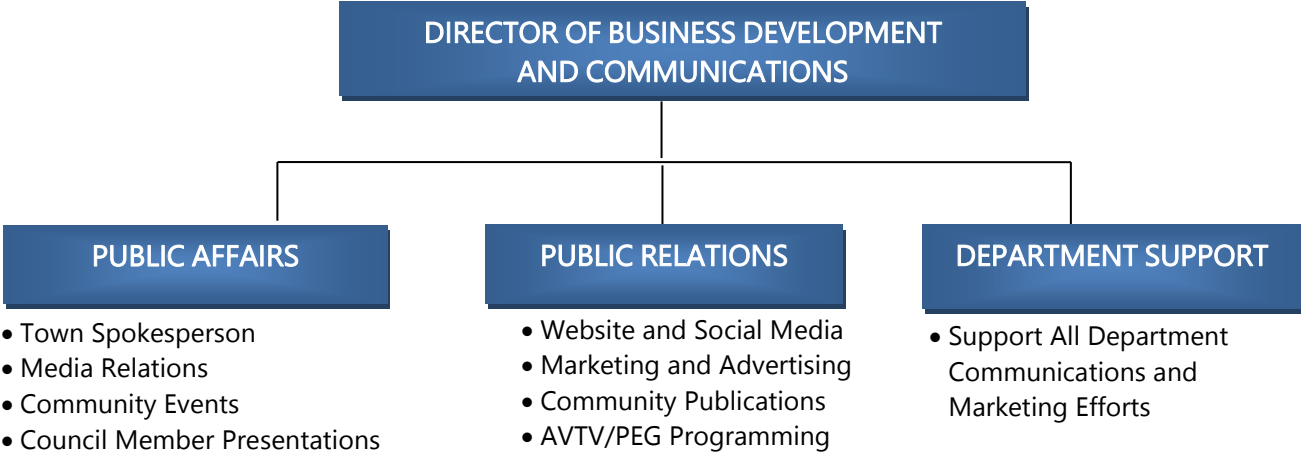 DIRECTOR OF BUSINESS DEVELOPMENT
AND COMMUNICATIONS
PUBLIC AFFAIRS
• Town Spokesperson
• Media Relations
• Community Events
• Council Member Presentations
PUBLIC RELATIONS
• Website and Social Media
• Marketing and Advertising
• Community Publications
• AVTV/PEG Programming
DEPARTMENT SUPPORT
• Support All Department
Communications and
Marketing Efforts